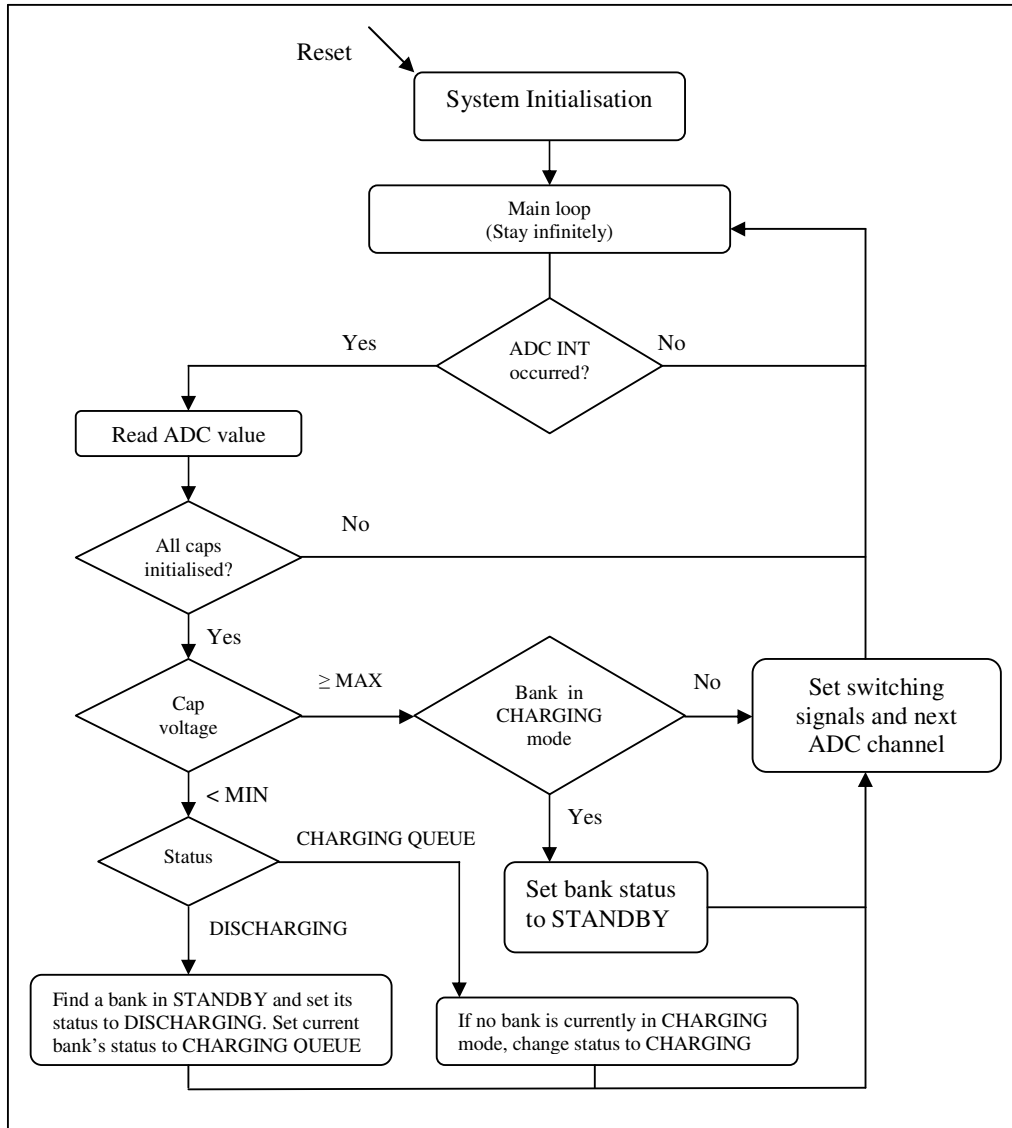 Reset
System Initialisation
Main loop
(Stay infinitely)
ADC INT
occurred?
Yes
No
Read ADC value
All caps
initialised?
No
Yes
Cap
voltage
≥ MAX
Bank in
CHARGING
mode
No
Set switching
signals and next
ADC channel
< MIN
Yes
Status
CHARGING QUEUE
Set bank status
to STANDBY
DISCHARGING
Find a bank in STANDBY and set its
status to DISCHARGING. Set current
bank's status to CHARGING QUEUE
If no bank is currently in CHARGING
mode, change status to CHARGING